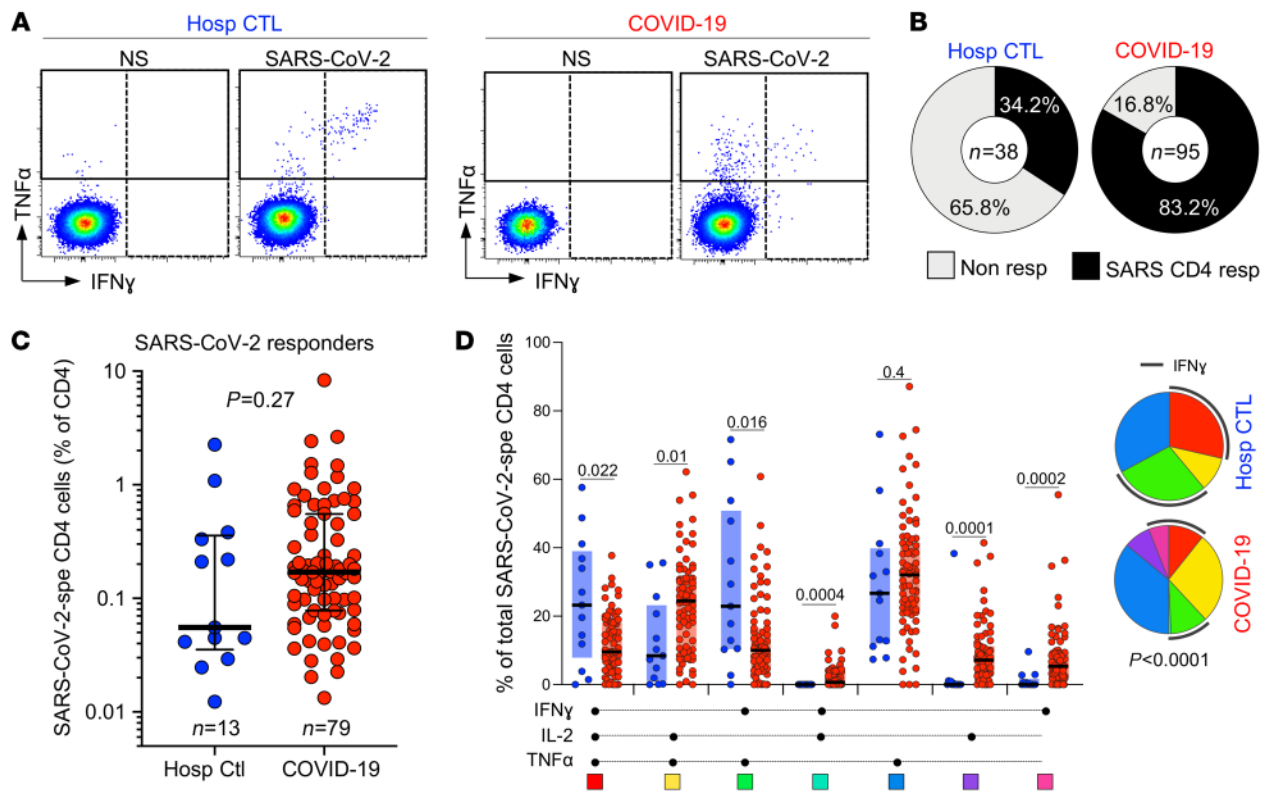 A
Hosp CTL
COVID-19
NS
SARS-CoV-2
NS
SARS-CoV-2
TNFα
IFNɣ
TNFα
IFNɣ
B
Hosp CTL
COVID-19
34.2%
n=38
65.8%
16.8%
n=95
83.2%
Non resp
SARS CD4 resp
C
SARS-CoV-2 responders
SARS-CoV-2-spe CD4 cells (% of CD4)
10
1
0.1
0.01
P=0.27
n=13
n=79
Hosp Ctl
COVID-19
D
% of total SARS-CoV-2-spe CD4 cells
100
80
60
40
20
0
0.022
0.01
0.016
0.0004
0.4
0.0001
0.0002
IFNɣ
IL-2
TNFα
IFNɣ
Hosp CTL
COVID-19
P<0.0001